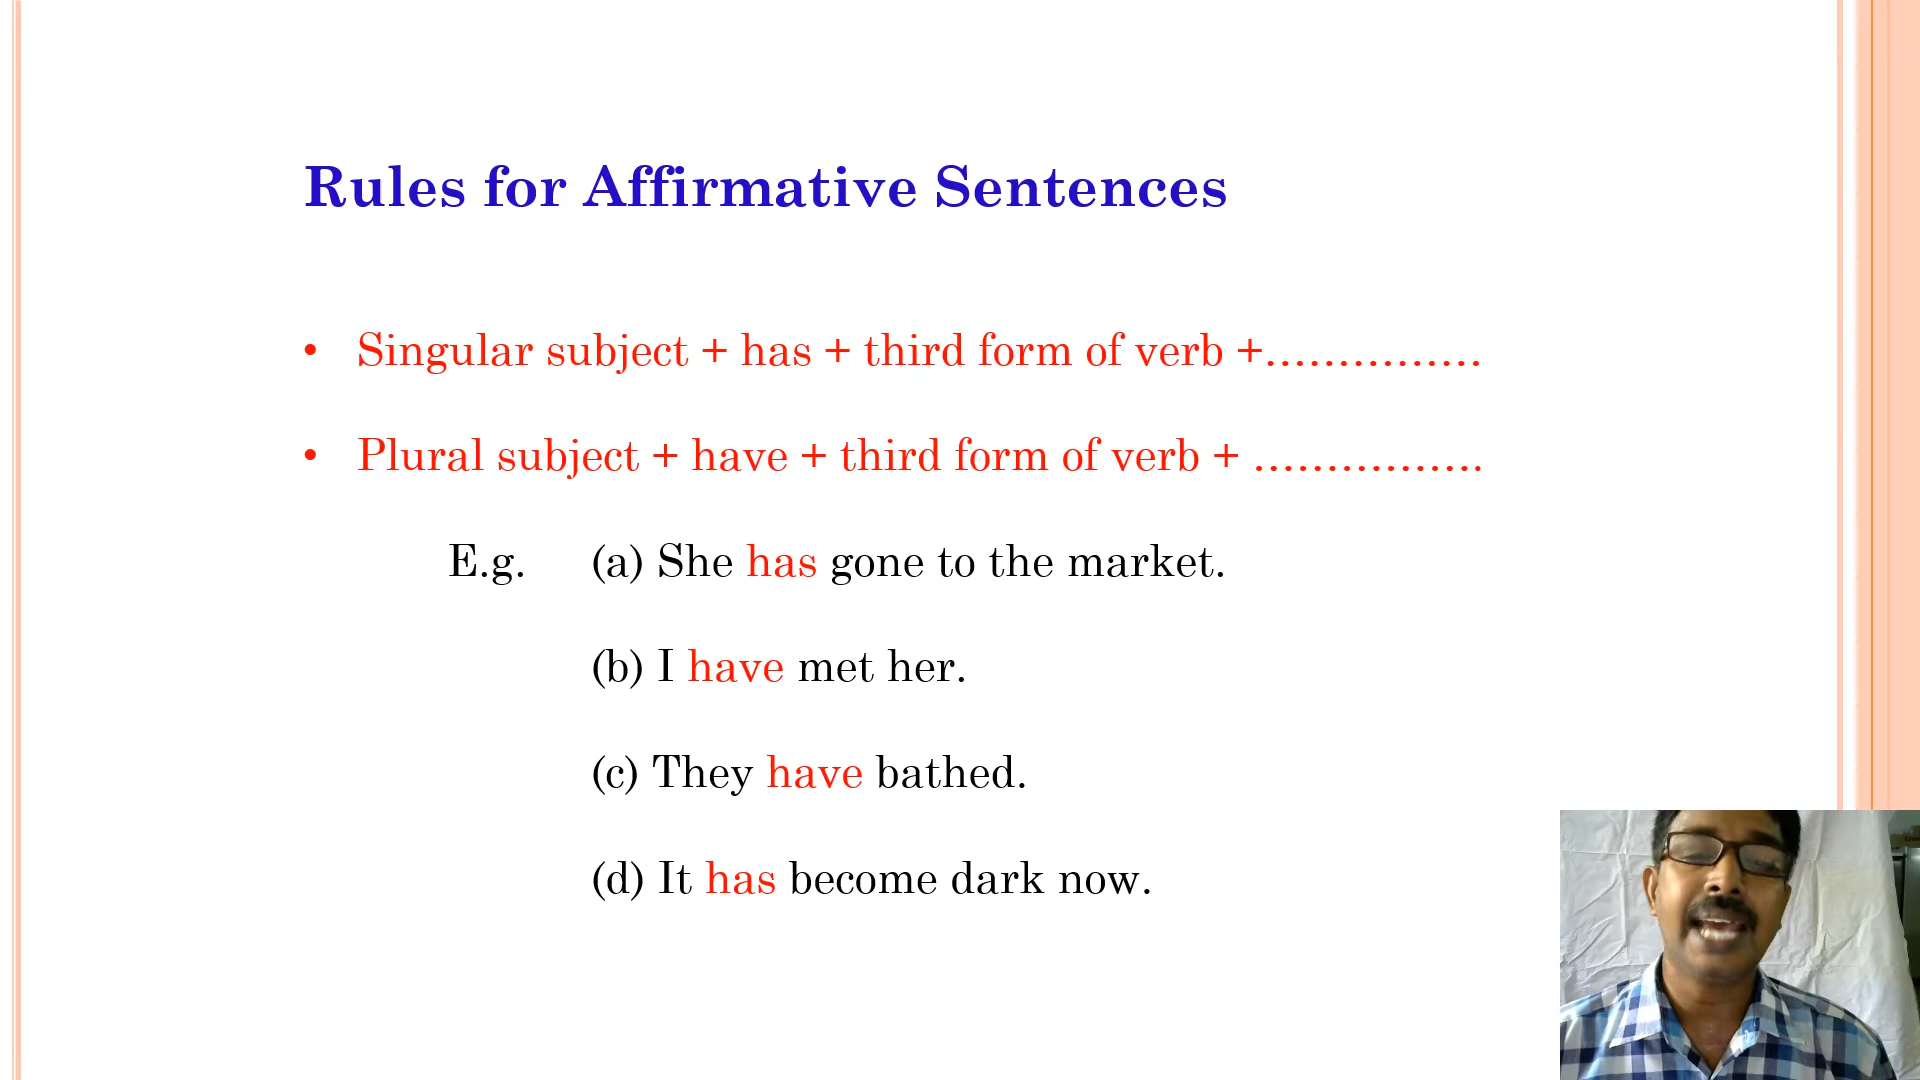 Rules for Affirmative Sentences
• Singular subject + has + third form of verb +……………
• Plural subject + have + third form of verb + …………….
E.g. (a) She has gone to the market.
(b) I have met her.
(c) They have bathed.
(d) It has become dark now.